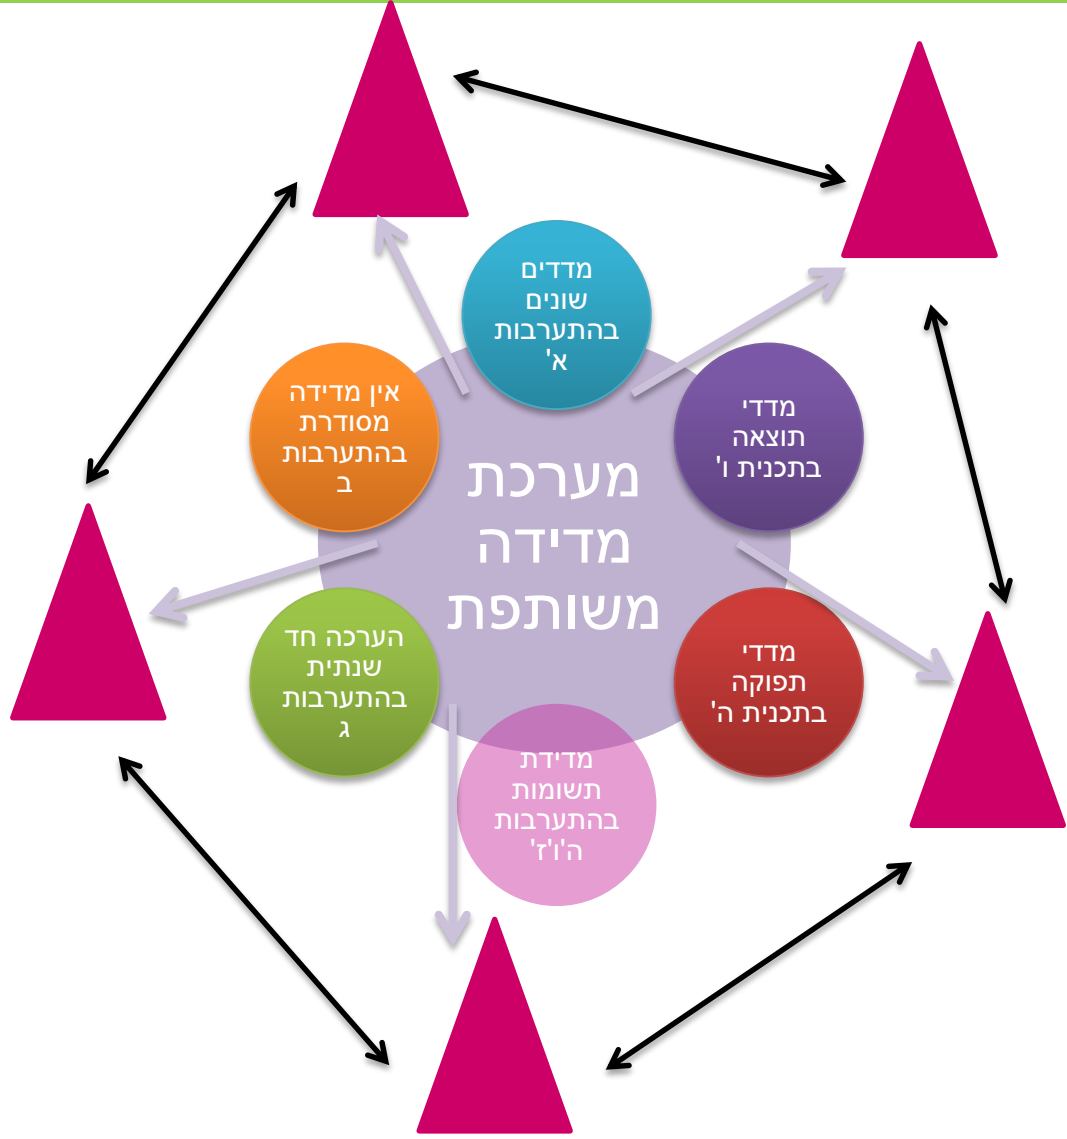 מדדים
שונים
בהתערבות
א'
מדדי
תוצאה
בתכנית ו'
אין מדידה
מסודרת
בהתערבות
ב
מערכת
מדידה
משותפת
מדדי
תפוקה
בתכנית ה'
הערכה חד
שנתית
בהתערבות
ג
מדידת
תשומות
בהתערבות
ה'ו'ז'